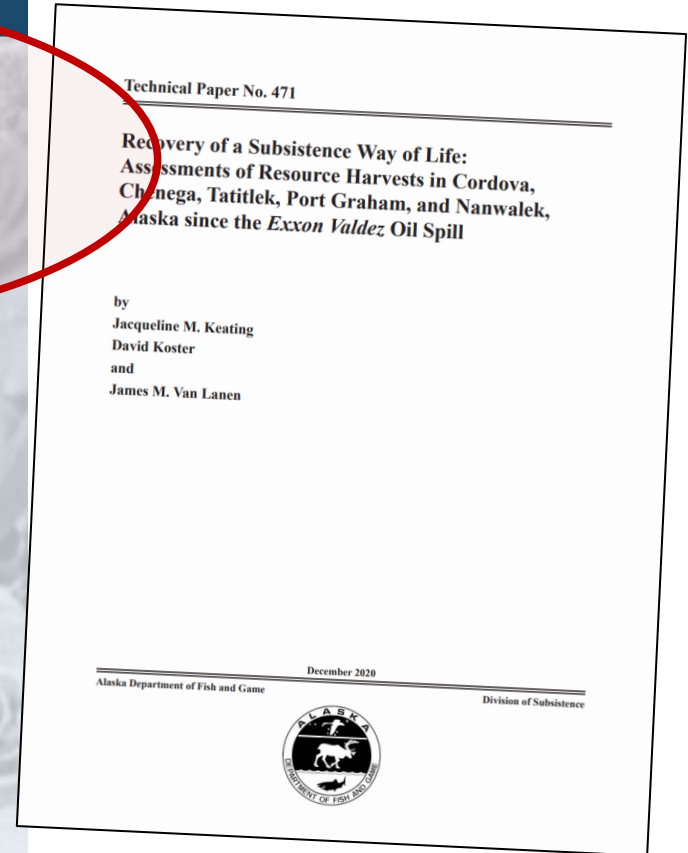 Technical Paper No. 471
Recovery of a Subsistence Way of Life:
Assessments of Resource Harvests in Cordova,
Chenega, Tatitlek, Port Graham, and Nanwalek,
Alaska since the Exxon Valdez Oil Spill
by
Jacqueline M. Keating
David Koster
and
James M. Van Lanen
December 2020
Alaska Department of Fish and Game
Division of Subsistence
ALASKA
DEPARTMENT OF FISH AND GAME